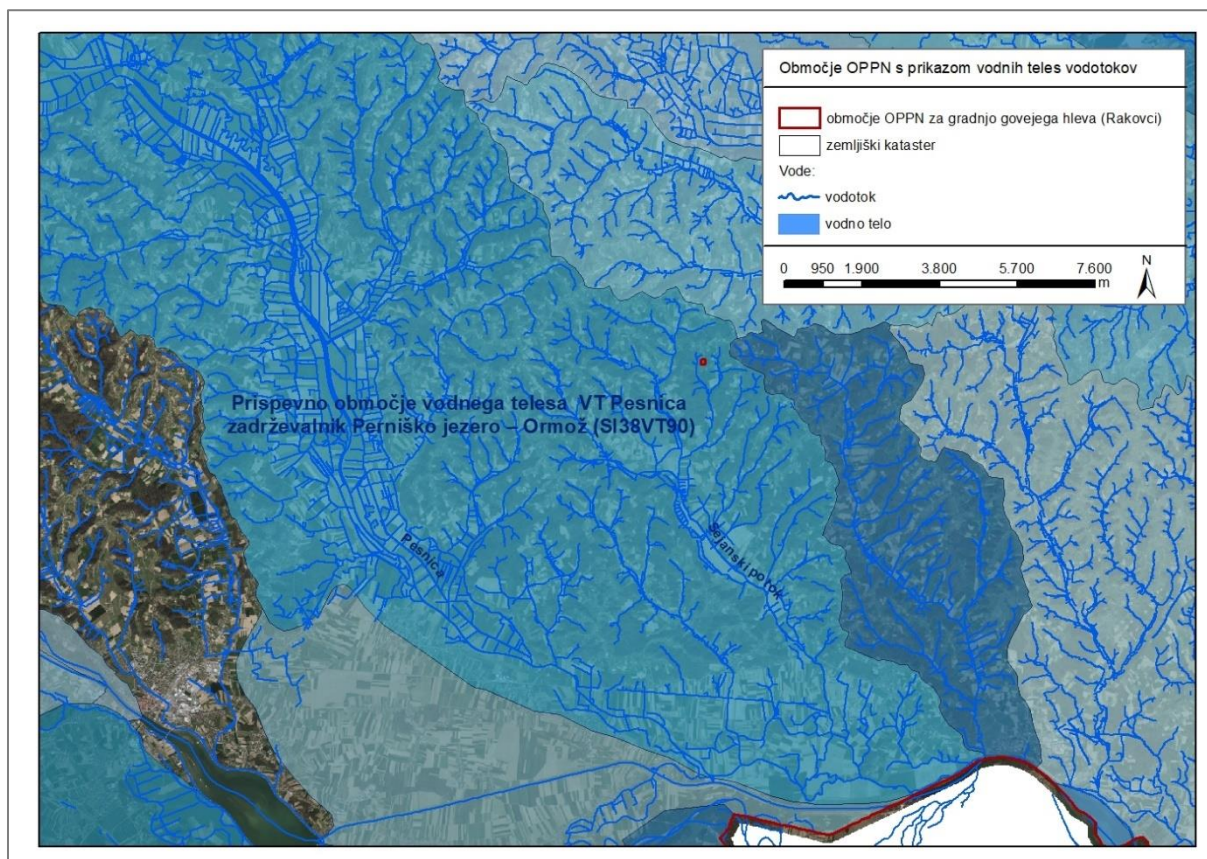 Območje OPPN s prikazom vodnih teles vodotokov
območje OPPN za gradnjo govejega hleva (Rakovci)
zemljiški kataster
Vode:
vodotok
vodno telo
0 950 1.900 3.800 5.700 7.600
m
N
Prispevno območje vodnega telesa VT Pesnica
zadrževalnik Perniško jezero – Ormož (SI38VT90)
Pesnica
Sejanski potok